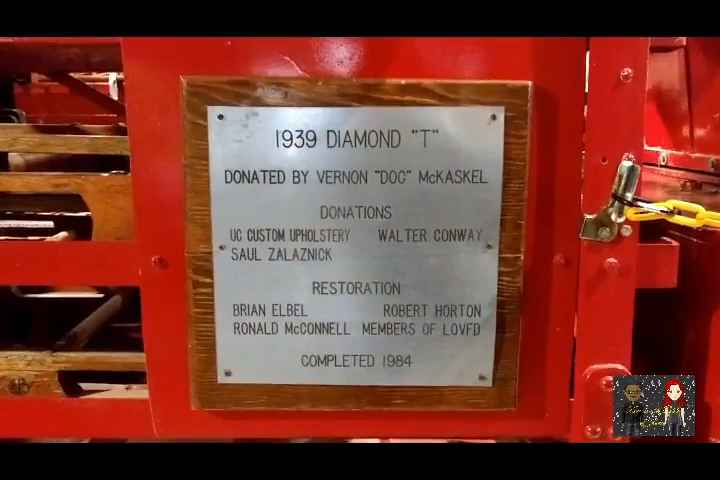 1939 DIAMOND "T"
DONATED BY VERNON "DOC" McKASKEL
DONATIONS
UC CUSTOM UPHOLSTERY WALTER CONWAY
SAUL ZALAZNICK
RESTORATION
BRIAN ELBEL ROBERT HORTON
RONALD McCONNELL MEMBERS OF LOVFD
COMPLETED 1984